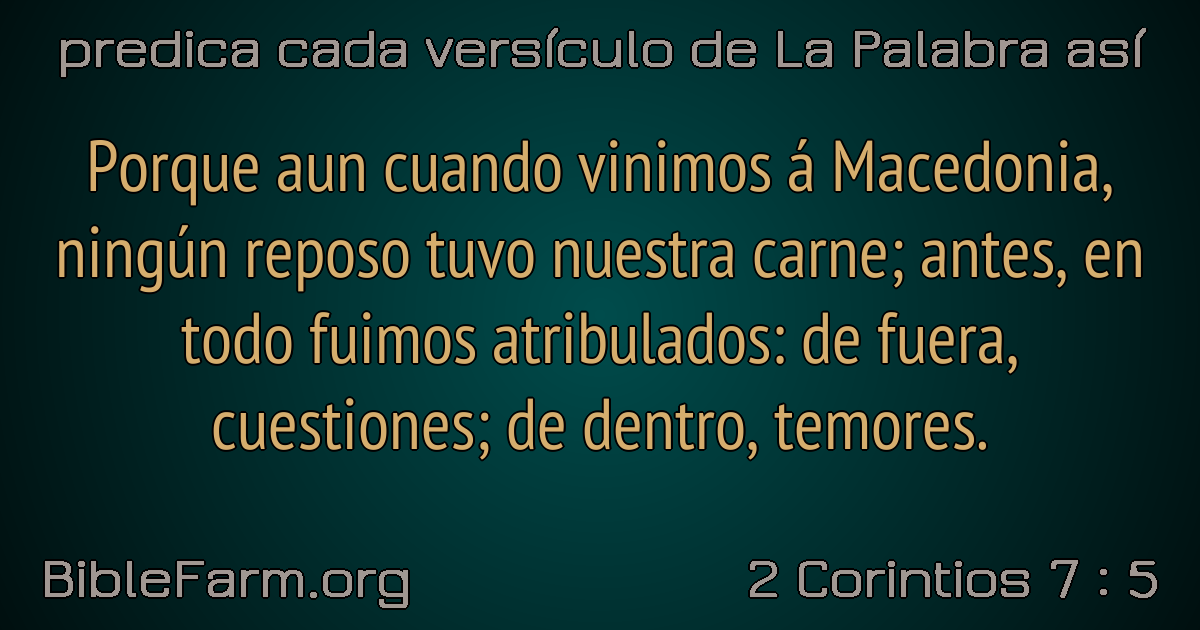 predica cada versículo de La Palabra así
Porque aun cuando vinimos á Macedonia,
ningún reposo tuvo nuestra carne; antes, en
todo fuimos atribulados: de fuera,
cuestiones; de dentro, temores.
BibleFarm.org
2 Corintios 7 : 5